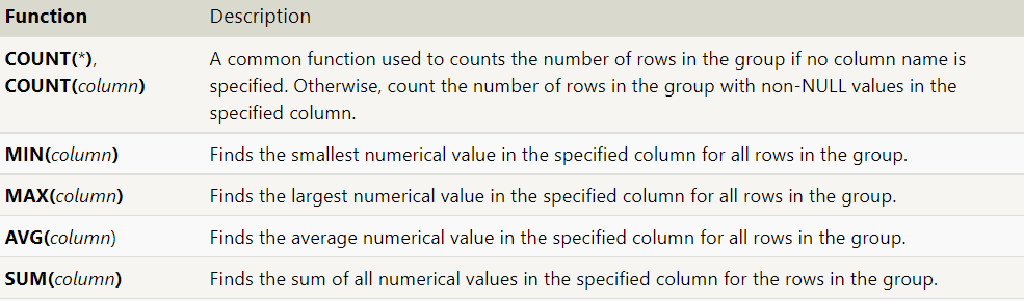 Function Description
COUNT(*), A common function used to counts the number of rows in the group if no column name is
COUNT(column) specified. Otherwise, count the number of rows in the group with non-NULL values in the
specified column.
MIN(column) Finds the smallest numerical value in the specified column for all rows in the group.
MAX(column) Finds the largest numerical value in the specified column for all rows in the group.
AVG(column) Finds the average numerical value in the specified column for all rows in the group.
SUM(column) Finds the sum of all numerical values in the specified column for the rows in the group.